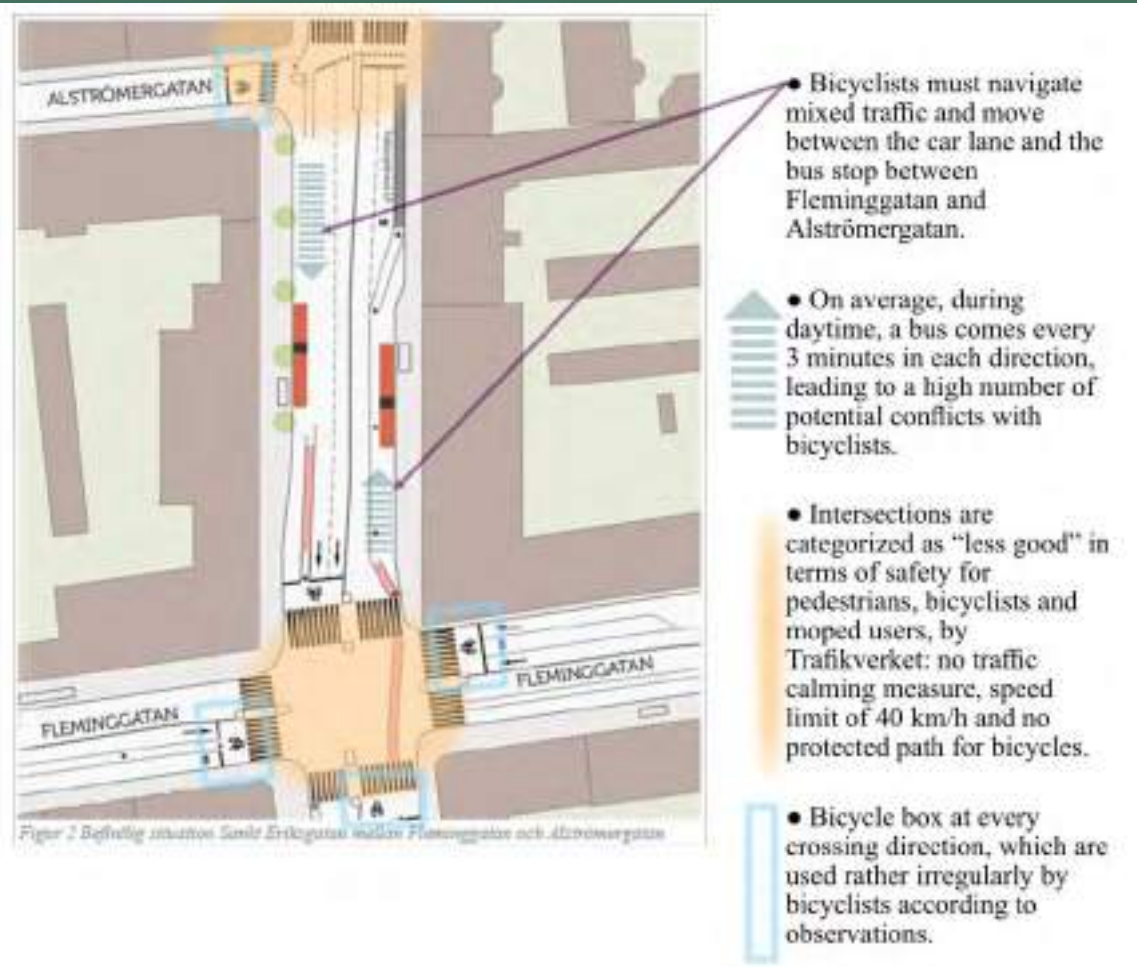 ALSTRÖMERGATAN
FLEMINGGATAN
FLEMINGGATAN
Figur 2 Befintlig situation Sankt Eriksgatan mellan Fleminggatan och Alströmergatan
● Bicyclists must navigate
mixed traffic and move
between the car lane and the
bus stop between
Fleminggatan and
Alströmergatan.
● On average, during
daytime, a bus comes every
3 minutes in each direction,
leading to a high number of
potential conflicts with
bicyclists.
● Intersections are
categorized as “less good” in
terms of safety for
pedestrians, bicyclists and
moped users, by
Trafikverket: no traffic
calming measure, speed
limit of 40 km/h and no
protected path for bicycles.
● Bicycle box at every
crossing direction, which are
used rather irregularly by
bicyclists according to
observations.